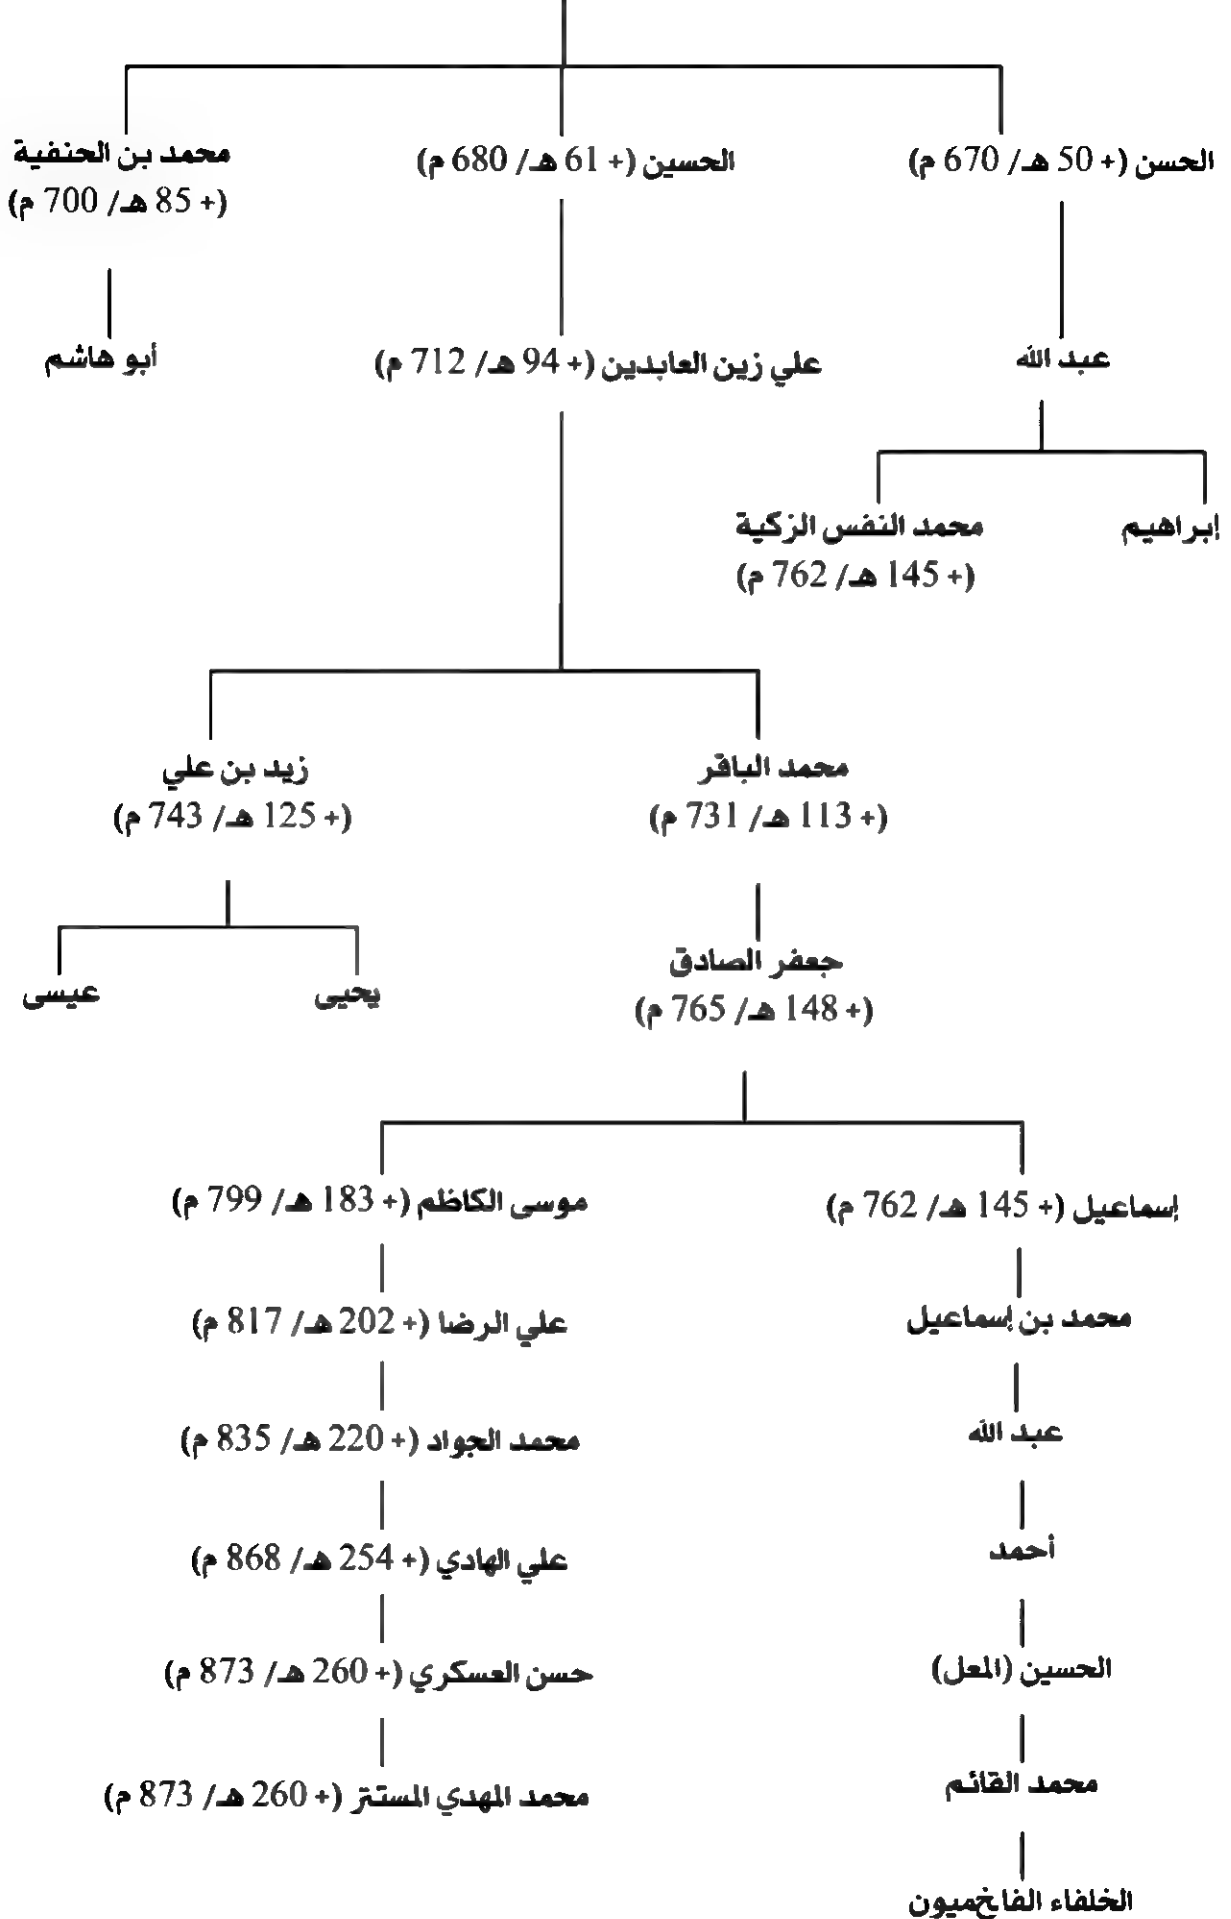 الحسن (+ 50 هـ/ 670 م)
الحسين (+ 61 هـ/ 680 م)
محمد بن الحنفية
(+ 85 هـ/ 700 م)
عبد الله
علي زين العابدين (+ 94 هـ/ 712 م)
أبو هاشم
إبراهيم
محمد النفس الزكية
(+ 145 هـ/ 762 م)
محمد الباقر
(+ 113 هـ/ 731 م)
زيد بن علي
(+ 125 هـ/ 743 م)
جعفر الصادق
(+ 148 هـ/ 765 م)
يحيى
عيسى
إسماعيل (+ 145 هـ/ 762 م)
موسى الكاظم (+ 183 هـ/ 799 م)
محمد بن إسماعيل
علي الرضا (+ 202 هـ/ 817 م)
عبد الله
محمد الجواد (+ 220 هـ/ 835 م)
أحمد
علي الهادي (+ 254 هـ/ 868 م)
الحسين (المعل)
حسن العسكري (+ 260 هـ/ 873 م)
محمد القائم
محمد المهدي المستتر (+ 260 هـ/ 873 م)
الخلفاء الفاخميون